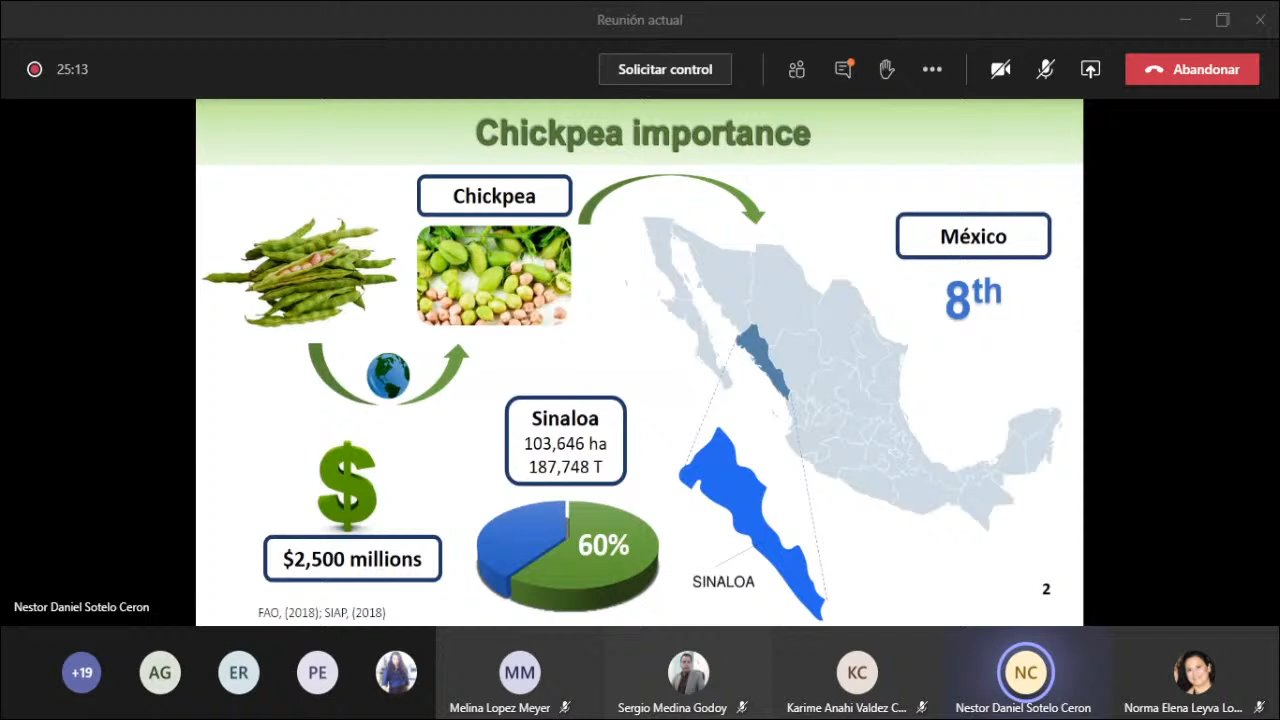 Reunión actual
25:13
Solicitar control
Abandonar
Chickpea importance
Chickpea
México
8th
Sinaloa
103,646 ha
187,748 T
60%
$
$2,500 millions
SINALOA
2
FAO, (2018); SIAP, (2018)
Nestor Daniel Sotelo Ceron
+19
AG
ER
PE
MM
KC
NC
Melina Lopez Meyer
Sergio Medina Godoy
Karime Anahi Valdez C...
Nestor Daniel Sotelo Ceron
Norma Elena Leyva Lo...